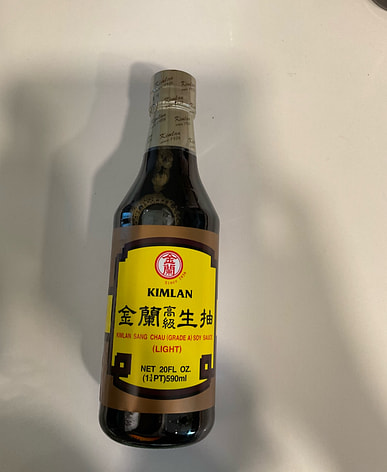 Kimlan
金蘭
KIMLAN
金蘭高級生抽
KIMLAN SANG CHAU (GRADE A) SOY SAUCE
(LIGHT)
NET 20FL. OZ.
(1¼PT)590ml